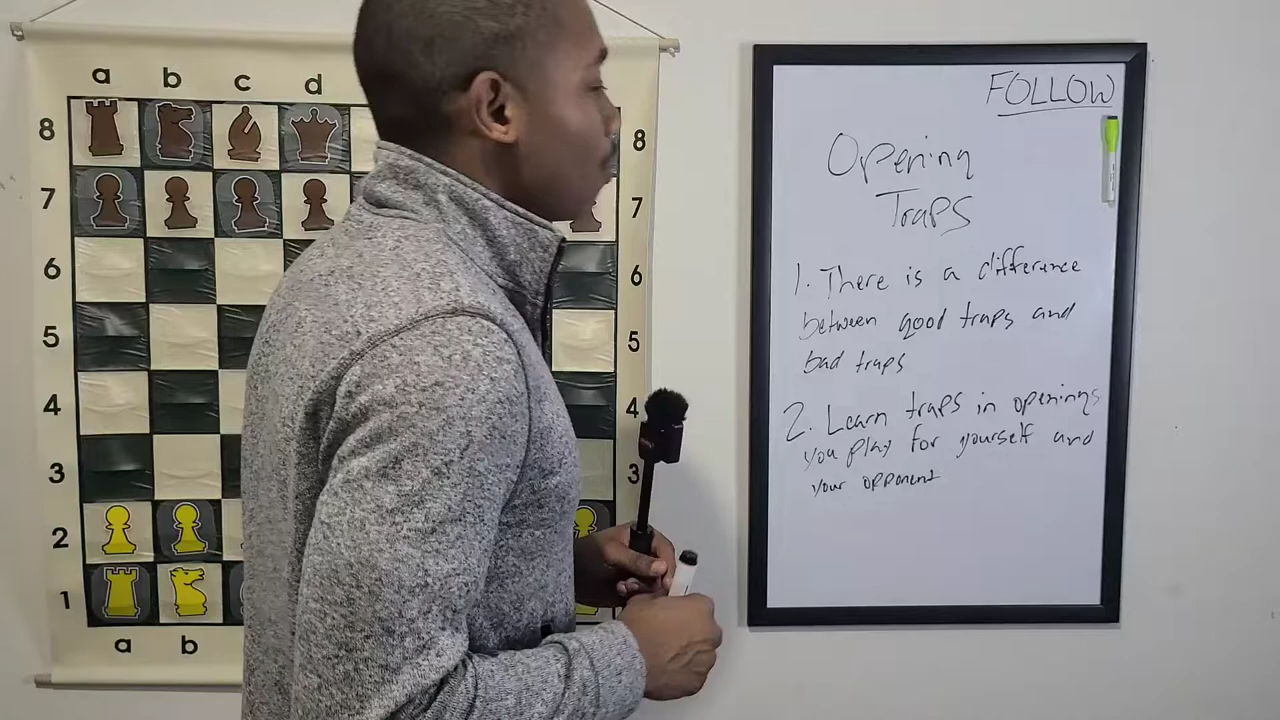 a b c d
8 8
7 7
6 6
5 5
4 4
3 3
2
1
a b
FOLLOW
Opening
Traps
1. There is a difference
between good traps and
bad traps
2. Learn traps in openings
you play for yourself and
your opponent